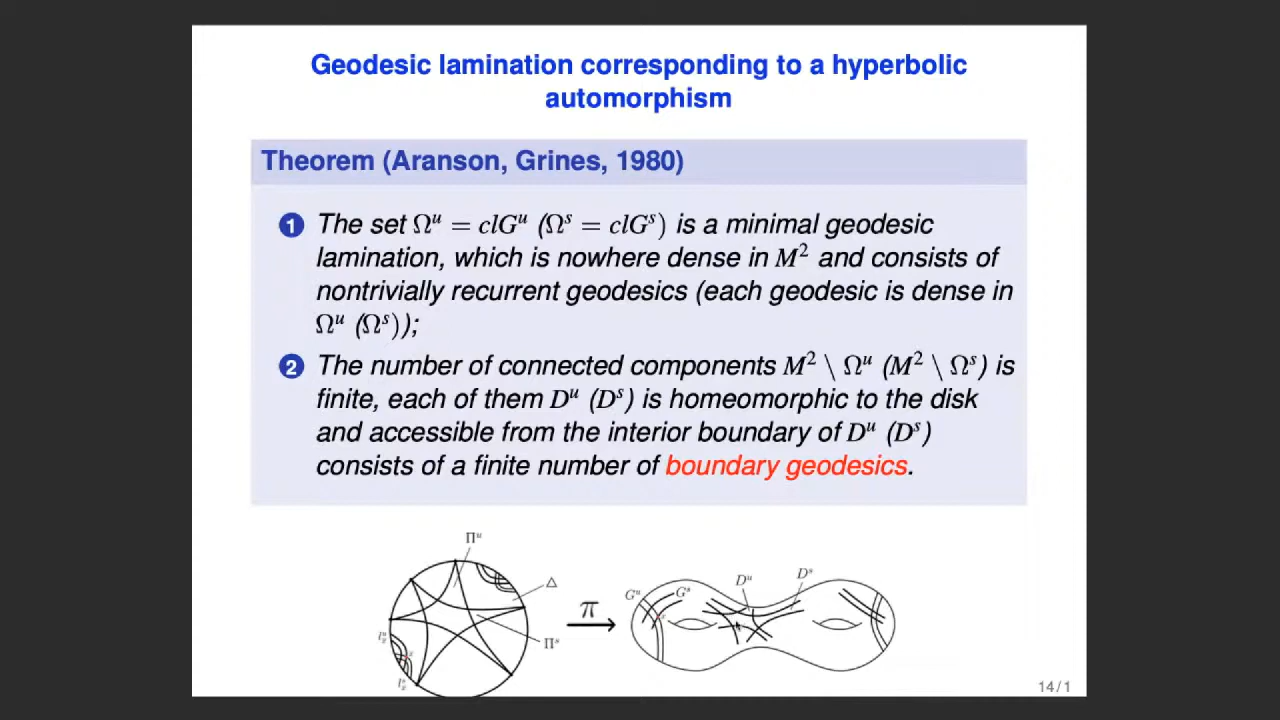 Geodesic lamination corresponding to a hyperbolic
automorphism
Theorem (Aranson, Grines, 1980)
1 The set Ωᵘ = clGᵘ (Ωˢ = clGˢ) is a minimal geodesic
lamination, which is nowhere dense in M² and consists of
nontrivially recurrent geodesics (each geodesic is dense in
Ωᵘ (Ωˢ));
2 The number of connected components M² \ Ωᵘ (M² \ Ωˢ) is
finite, each of them Dᵘ (Dˢ) is homeomorphic to the disk
and accessible from the interior boundary of Dᵘ (Dˢ)
consists of a finite number of boundary geodesics.
Πᵘ
△
Πˢ
lᵘₓ
x
lˢₓ
π
Gᵘ
Gˢ
x
Dᵘ
Dˢ
14/1